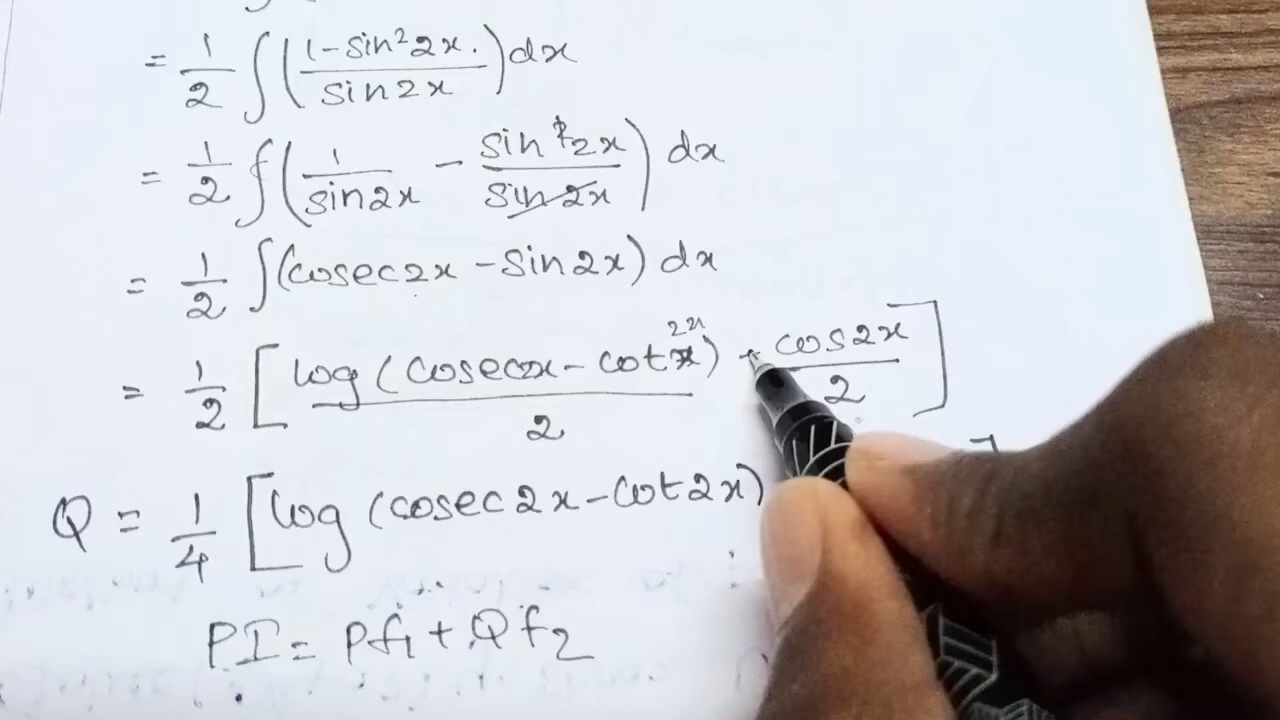 = 1/2 ∫ ((1-sin²2x.)/(sin2x)) dx
= 1/2 ∫ (1/(sin2x) - (sin²2x)/(sin2x)) dx
= 1/2 ∫ (cosec2x - sin2x) dx
= 1/2 [ (log (cosec2x - cot2x))/2 + (cos2x)/2 ]
Q = 1/4 [ log (cosec2x - cot2x) ]
PI = Pf₁ + Qf₂